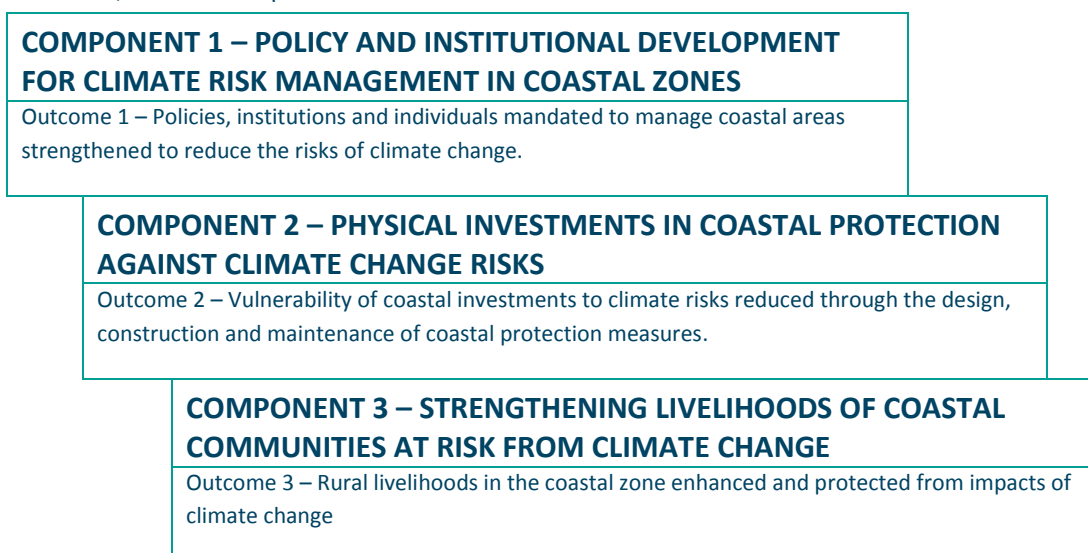 COMPONENT 1 – POLICY AND INSTITUTIONAL DEVELOPMENT
FOR CLIMATE RISK MANAGEMENT IN COASTAL ZONES
Outcome 1 – Policies, institutions and individuals mandated to manage coastal areas
strengthened to reduce the risks of climate change.
COMPONENT 2 – PHYSICAL INVESTMENTS IN COASTAL PROTECTION
AGAINST CLIMATE CHANGE RISKS
Outcome 2 – Vulnerability of coastal investments to climate risks reduced through the design,
construction and maintenance of coastal protection measures.
COMPONENT 3 – STRENGTHENING LIVELIHOODS OF COASTAL
COMMUNITIES AT RISK FROM CLIMATE CHANGE
Outcome 3 – Rural livelihoods in the coastal zone enhanced and protected from impacts of
climate change